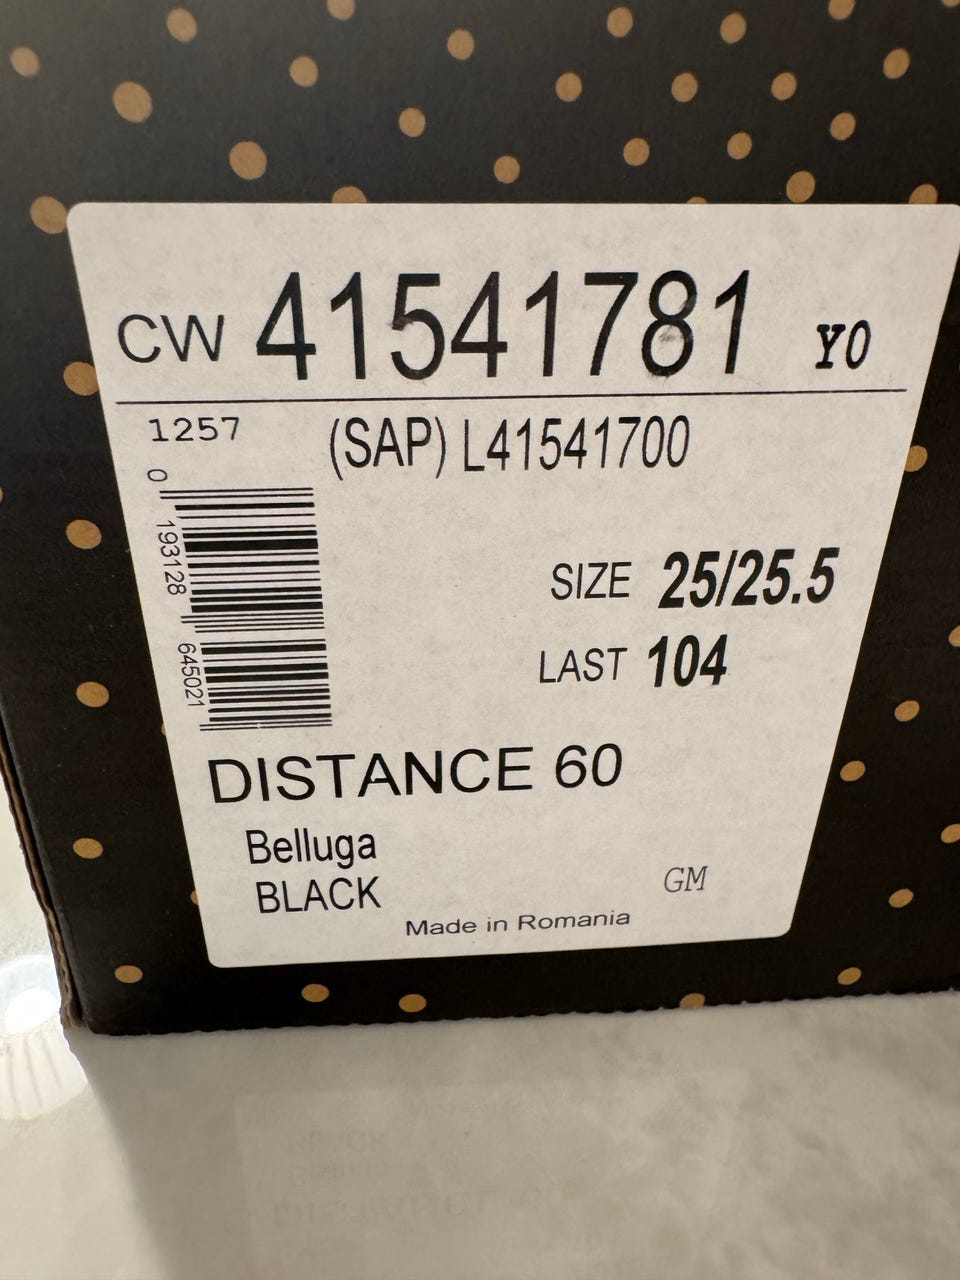 CW 41541781 YO
1257 (SAP) L41541700
0 193128 645021
SIZE 25/25.5
LAST 104
DISTANCE 60
Belluga
BLACK
GM
Made in Romania